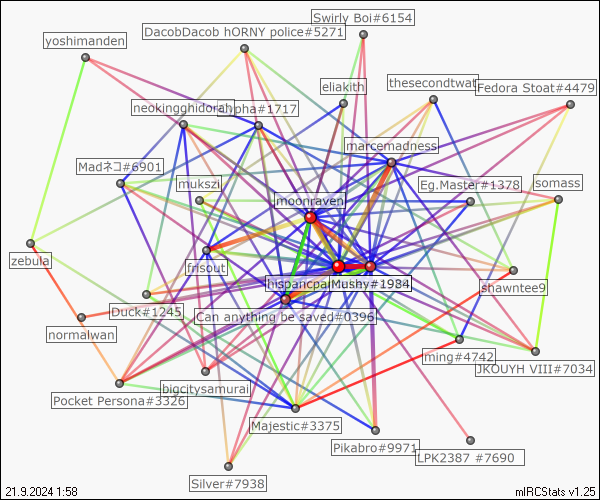 Swirly Boi#6154
DacobDacob hORNY police#5271
yoshimanden
eliakith
thesecondtwat
Fedora Stoat#4479
neokingghidorah
#1717
marcemadness
Madネコ#6901
mukszi
Eg.Master#1378
somass
moonraven
zebula
frisout
hispancpal
Mushy#1984
shawntee9
Duck#1245
Can anything be saved#0396
normalwan
ming#4742
JKOUYH VIII#7034
bigcitysamurai
Pocket Persona#3326
Majestic#3375
Pikabro#9971
LPK2387 #7690
Silver#7938
21.9.2024 1:58
mIRCStats v1.25